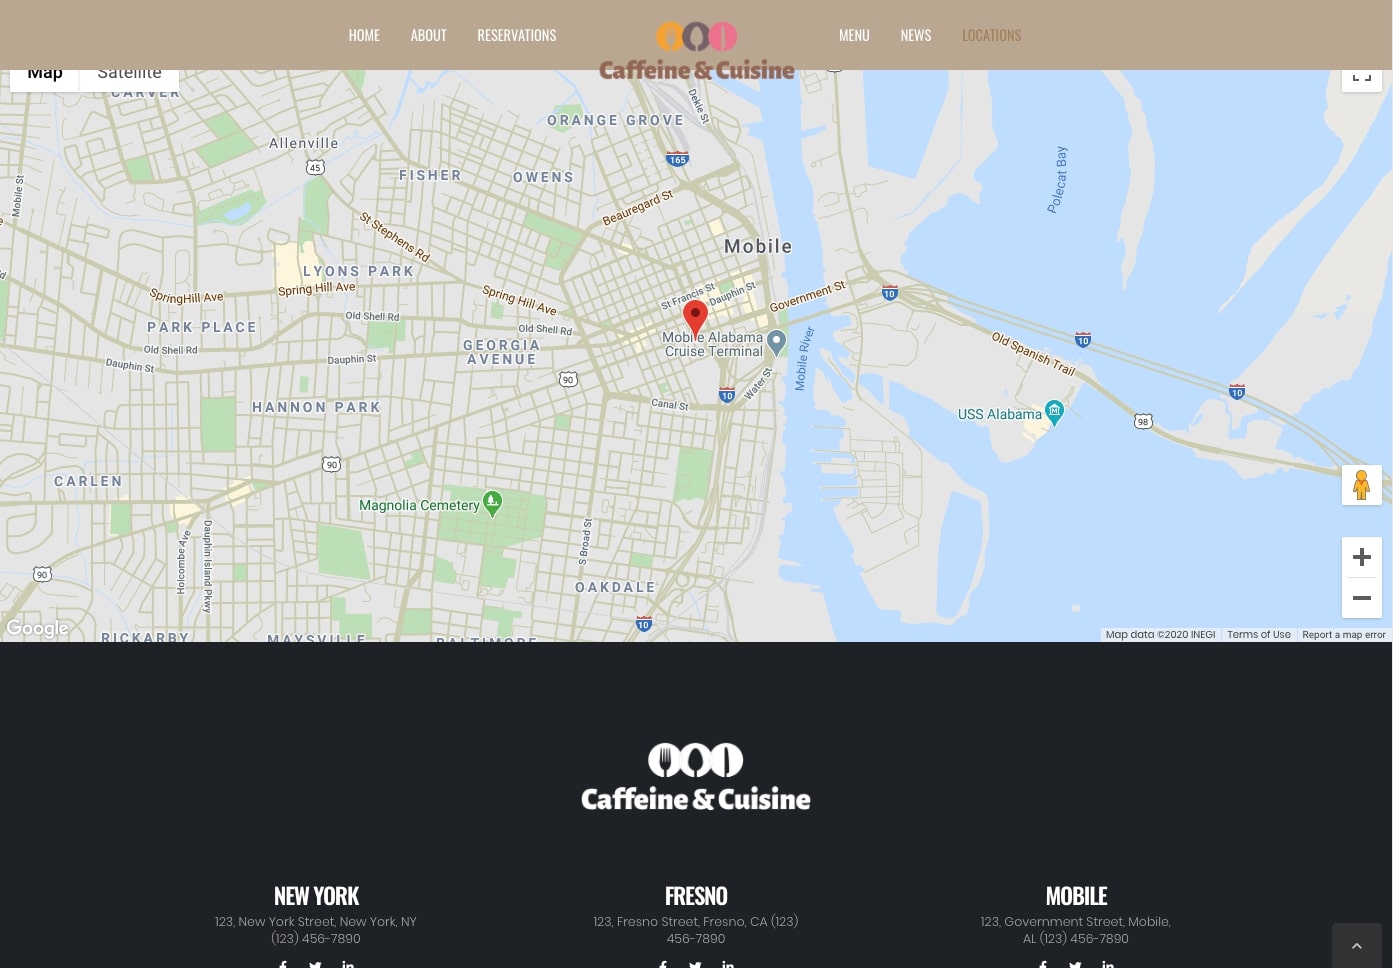 HOME ABOUT RESERVATIONS MENU NEWS LOCATIONS
Caffeine & Cuisine
Map Satellite
CARVER
Dekle St
ORANGE GROVE
Allenville
165
45
FISHER
OWENS
Polecat Bay
Mobile St
Beauregard St
St Stephens Rd
Mobile
LYONS PARK
SpringHill Ave
Spring Hill Ave
Spring Hill Ave
St Francis St
Dauphin St
Government St
10
Old Shell Rd
Old Shell Rd
PARK PLACE
GEORGIA
AVENUE
Mobile Alabama
Cruise Terminal
Mobile River
Old Spanish Trail
10
Old Shell Rd
Dauphin St
Dauphin St
90
10
Water St
10
HANNON PARK
Canal St
USS Alabama
98
90
CARLEN
Magnolia Cemetery
Holcombe Ave
Dauphin Island Pkwy
S Broad St
90
OAKDALE
10
Google
RICKARBY
MAYSVILLE
BALTIMORE
Map data ©2020 INEGI Terms of Use Report a map error
Caffeine & Cuisine
NEW YORK
123, New York Street, New York, NY
(123) 456-7890
FRESNO
123, Fresno Street, Fresno, CA (123)
456-7890
MOBILE
123, Government Street, Mobile,
AL (123) 456-7890